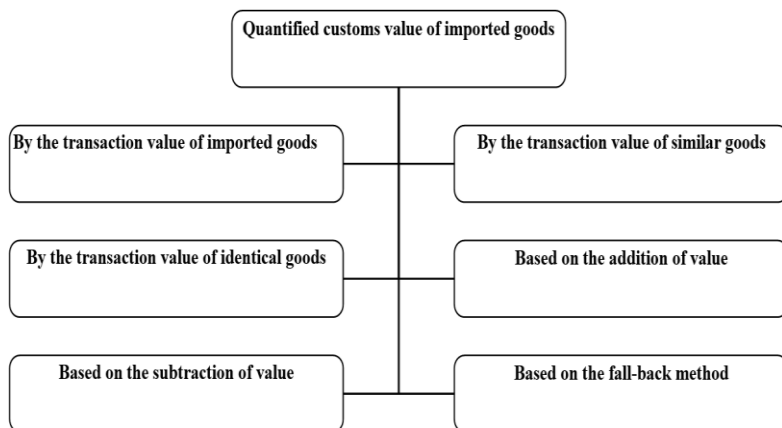 Quantified customs value of imported goods
By the transaction value of imported goods
By the transaction value of similar goods
By the transaction value of identical goods
Based on the addition of value
Based on the subtraction of value
Based on the fall-back method